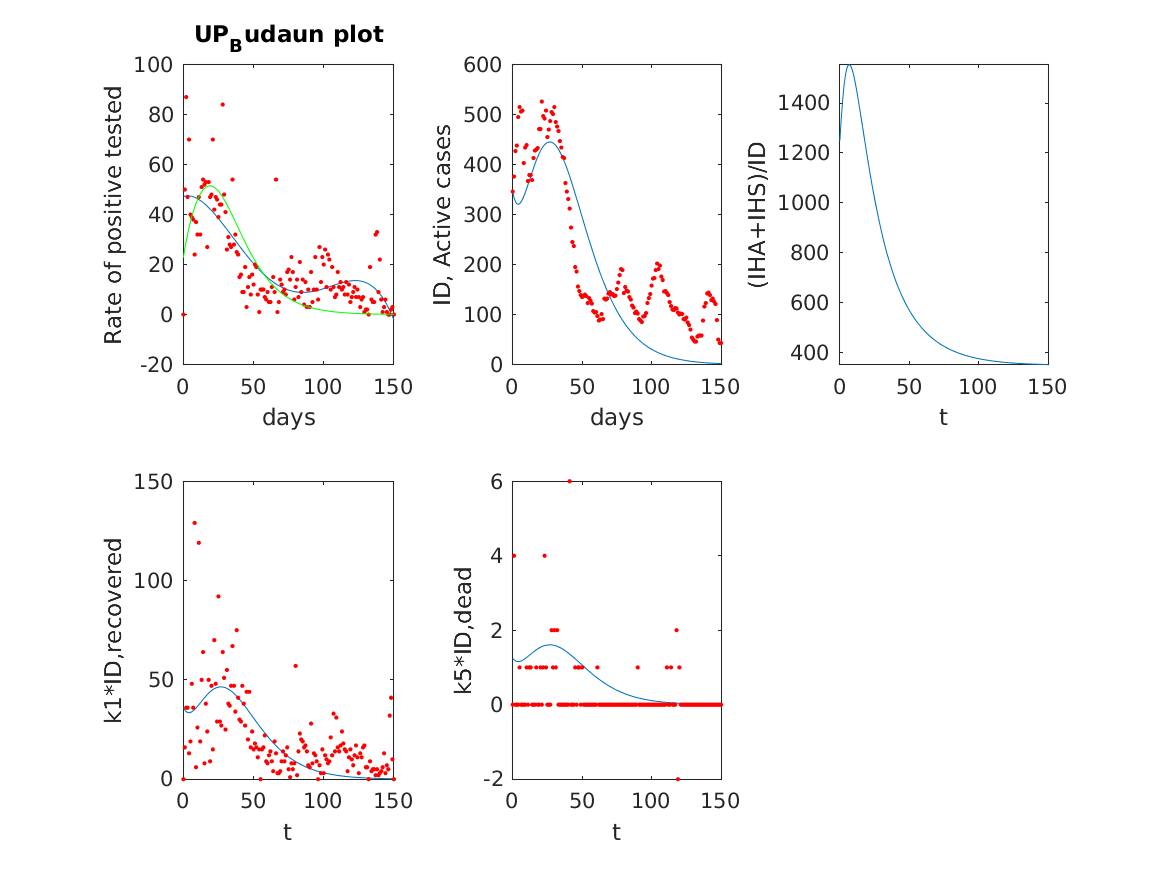 UP_Budaun plot
Rate of positive tested
100
80
60
40
20
0
-20
0 50 100 150
days
ID, Active cases
600
500
400
300
200
100
0
0 50 100 150
days
(IHA+IHS)/ID
1400
1200
1000
800
600
400
0 50 100 150
t
k1*ID,recovered
150
100
50
0
0 50 100 150
t
k5*ID,dead
6
4
2
0
-2
0 50 100 150
t